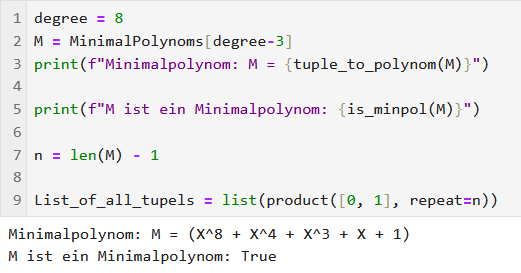 1 degree = 8
2 M = MinimalPolynoms[degree-3]
3 print(f"Minimalpolynom: M = {tuple_to_polynom(M)}")
4
5 print(f"M ist ein Minimalpolynom: {is_minpol(M)}")
6
7 n = len(M) - 1
8
9 List_of_all_tupels = list(product([0, 1], repeat=n))
Minimalpolynom: M = (X^8 + X^4 + X^3 + X + 1)
M ist ein Minimalpolynom: True